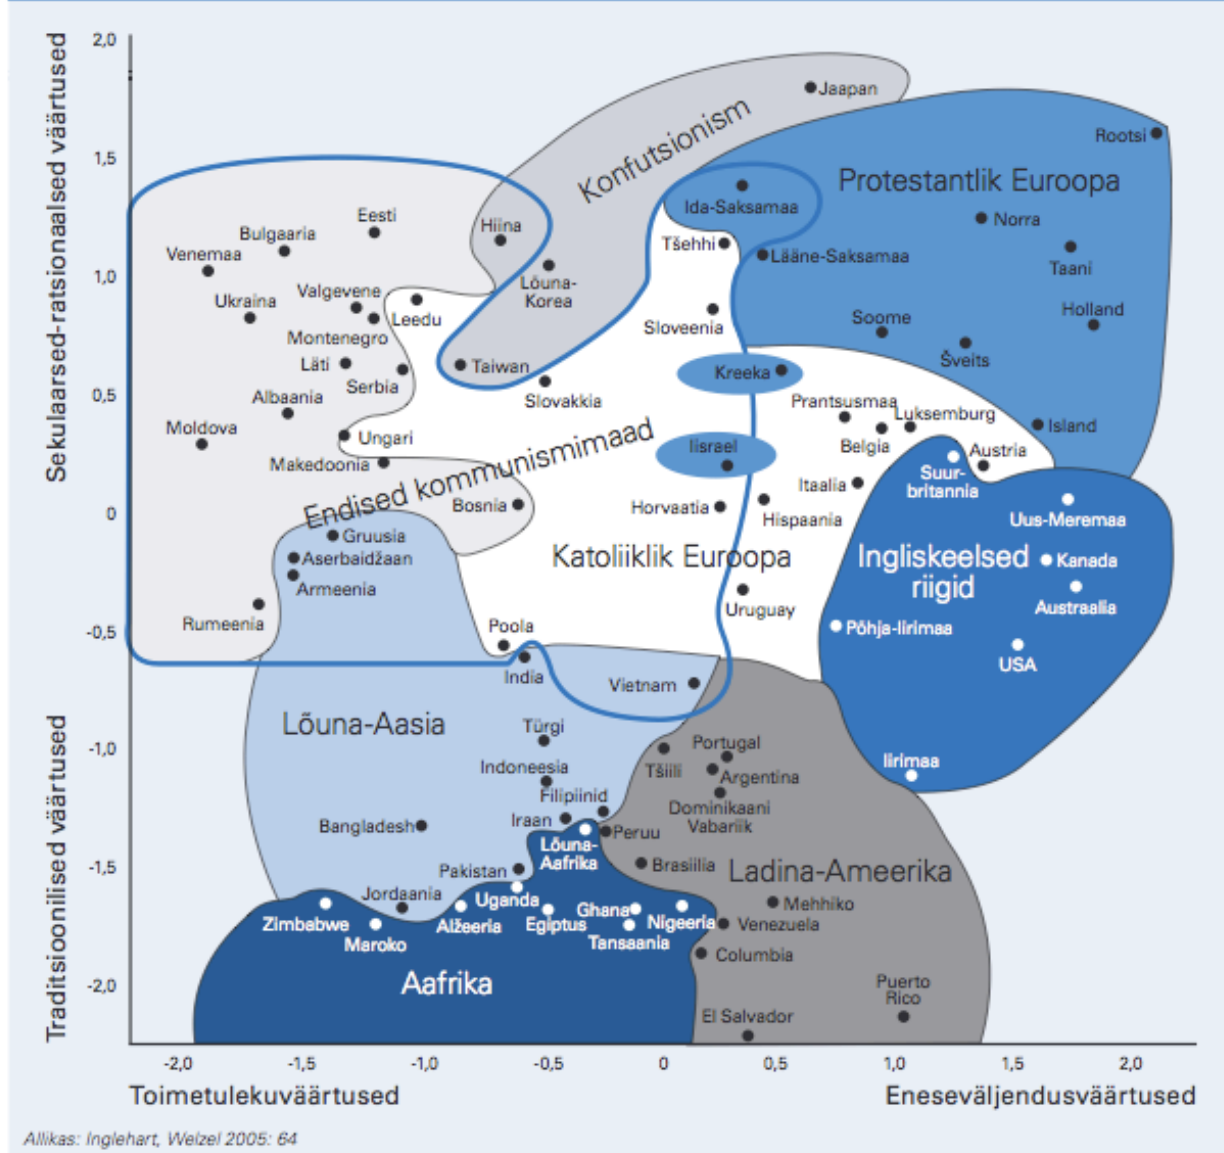 Sekulaarsed-ratsionaalsed väärtused
Traditsioonilised väärtused
2,0
1,5
1,0
0,5
0
-0,5
-1,0
-1,5
-2,0
Jaapan
Konfutsionism
Rootsi
Protestantlik Euroopa
Ida-Saksamaa
Norra
Eesti
Hiina
Bulgaaria
Tšehhi
Venemaa
Lääne-Saksamaa
Taani
Lõuna-
Korea
Valgevene
Ukraina
Leedu
Holland
Soome
Sloveenia
Montenegro
Šveits
Läti
Taiwan
Kreeka
Serbia
Albaania
Slovakkia
Prantsusmaa
Luksemburg
Moldova
Ungari
Belgia
Island
Endised kommunismimaad
Iisrael
Austria
Makedoonia
Suur-
britannia
Itaalia
Bosnia
Horvaatia
Hispaania
Uus-Meremaa
Gruusia
Aserbaidžaan
Katoliiklik Euroopa
Ingliskeelsed
riigid
Kanada
Armeenia
Uruguay
Austraalia
Rumeenia
Poola
Põhja-Iirimaa
USA
India
Vietnam
Lõuna-Aasia
Türgi
Portugal
Iirimaa
Tšiili
Argentina
Indoneesia
Filipiinid
Dominikaani
Vabariik
Bangladesh
Iraan
Peruu
Lõuna-
Aafrika
Brasiilia
Pakistan
Ladina-Ameerika
Jordaania
Uganda
Mehhiko
Zimbabwe
Alžeeria
Egiptus
Ghana
Nigeeria
Venezuela
Maroko
Tansaania
Columbia
Aafrika
Puerto
Rico
El Salvador
-2,0
-1,5
-1,0
-0,5
0
0,5
1,0
1,5
2,0
Toimetulekuväärtused
Eneseväljendusväärtused
Allikas: Inglehart, Welzel 2005: 64